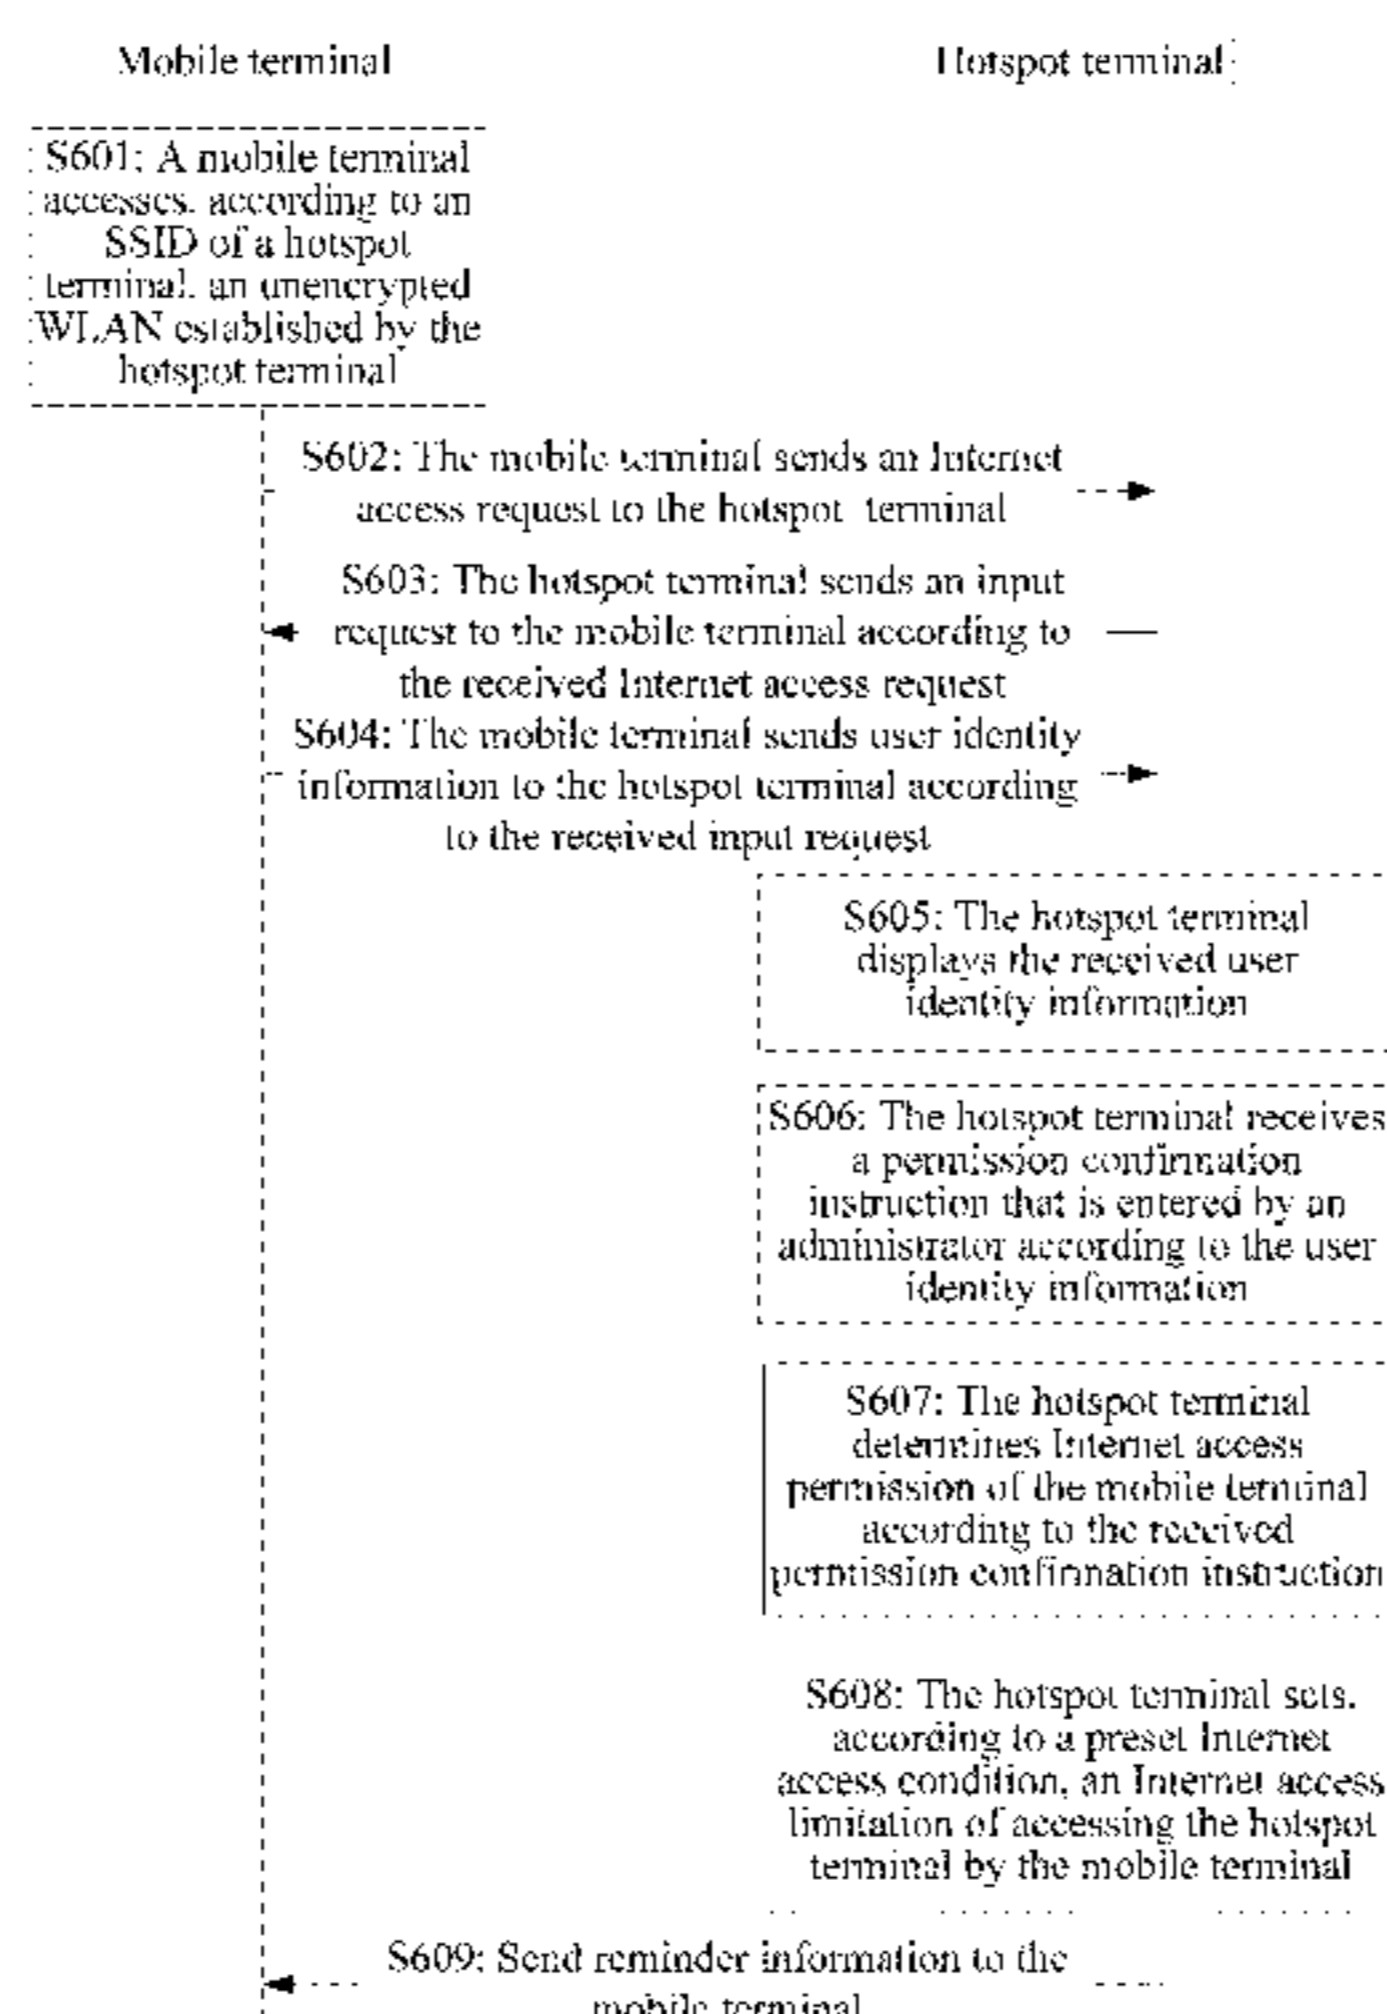 Mobile terminal
Hotspot terminal
S601: A mobile terminal
accesses, according to an
SSID of a hotspot
terminal, an unencrypted
WLAN established by the
hotspot terminal
S602: The mobile terminal sends an Internet
access request to the hotspot terminal
S603: The hotspot terminal sends an input
request to the mobile terminal according to
the received Internet access request
S604: The mobile terminal sends user identity
information to the hotspot terminal according
to the received input request
S605: The hotspot terminal
displays the received user
identity information
S606: The hotspot terminal receives
a permission confirmation
instruction that is entered by an
administrator according to the user
identity information
S607: The hotspot terminal
determines Internet access
permission of the mobile terminal
according to the received
permission confirmation instruction
S608: The hotspot terminal sets,
according to a preset Internet
access condition, an Internet access
limitation of accessing the hotspot
terminal by the mobile terminal
S609: Send reminder information to the
mobile terminal